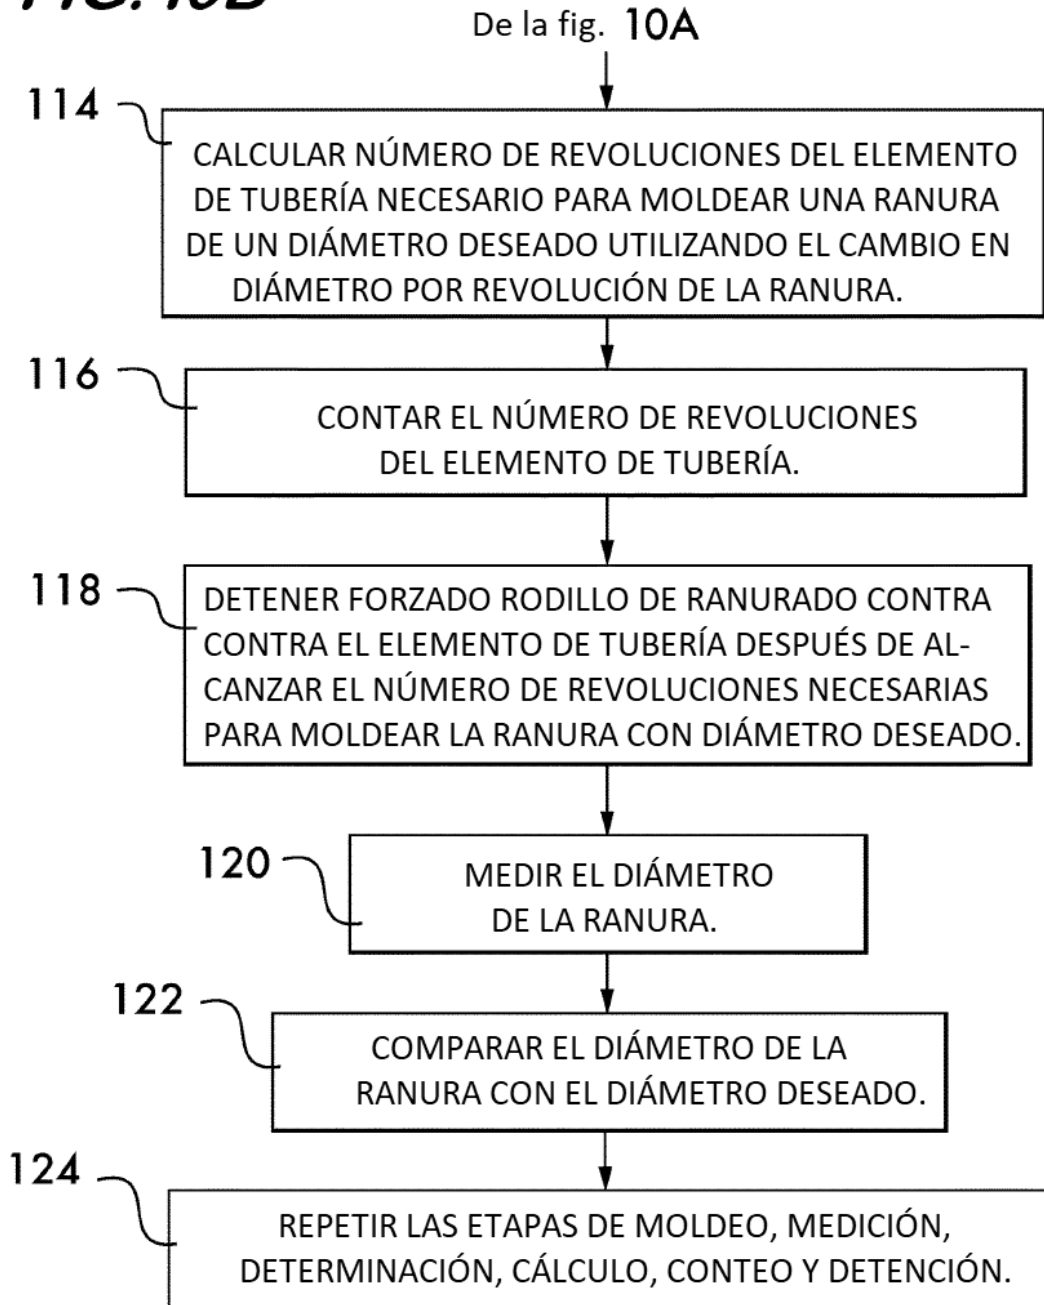 FIG. 10B
De la fig. 10A
114
CALCULAR NÚMERO DE REVOLUCIONES DEL ELEMENTO
DE TUBERÍA NECESARIO PARA MOLDEAR UNA RANURA
DE UN DIÁMETRO DESEADO UTILIZANDO EL CAMBIO EN
DIÁMETRO POR REVOLUCIÓN DE LA RANURA.
116
CONTAR EL NÚMERO DE REVOLUCIONES
DEL ELEMENTO DE TUBERÍA.
118
DETENER FORZADO RODILLO DE RANURADO CONTRA
CONTRA EL ELEMENTO DE TUBERÍA DESPUÉS DE AL-
CANZAR EL NÚMERO DE REVOLUCIONES NECESARIAS
PARA MOLDEAR LA RANURA CON DIÁMETRO DESEADO.
120
MEDIR EL DIÁMETRO
DE LA RANURA.
122
COMPARAR EL DIÁMETRO DE LA
RANURA CON EL DIÁMETRO DESEADO.
124
REPETIR LAS ETAPAS DE MOLDEO, MEDICIÓN,
DETERMINACIÓN, CÁLCULO, CONTEO Y DETENCIÓN.